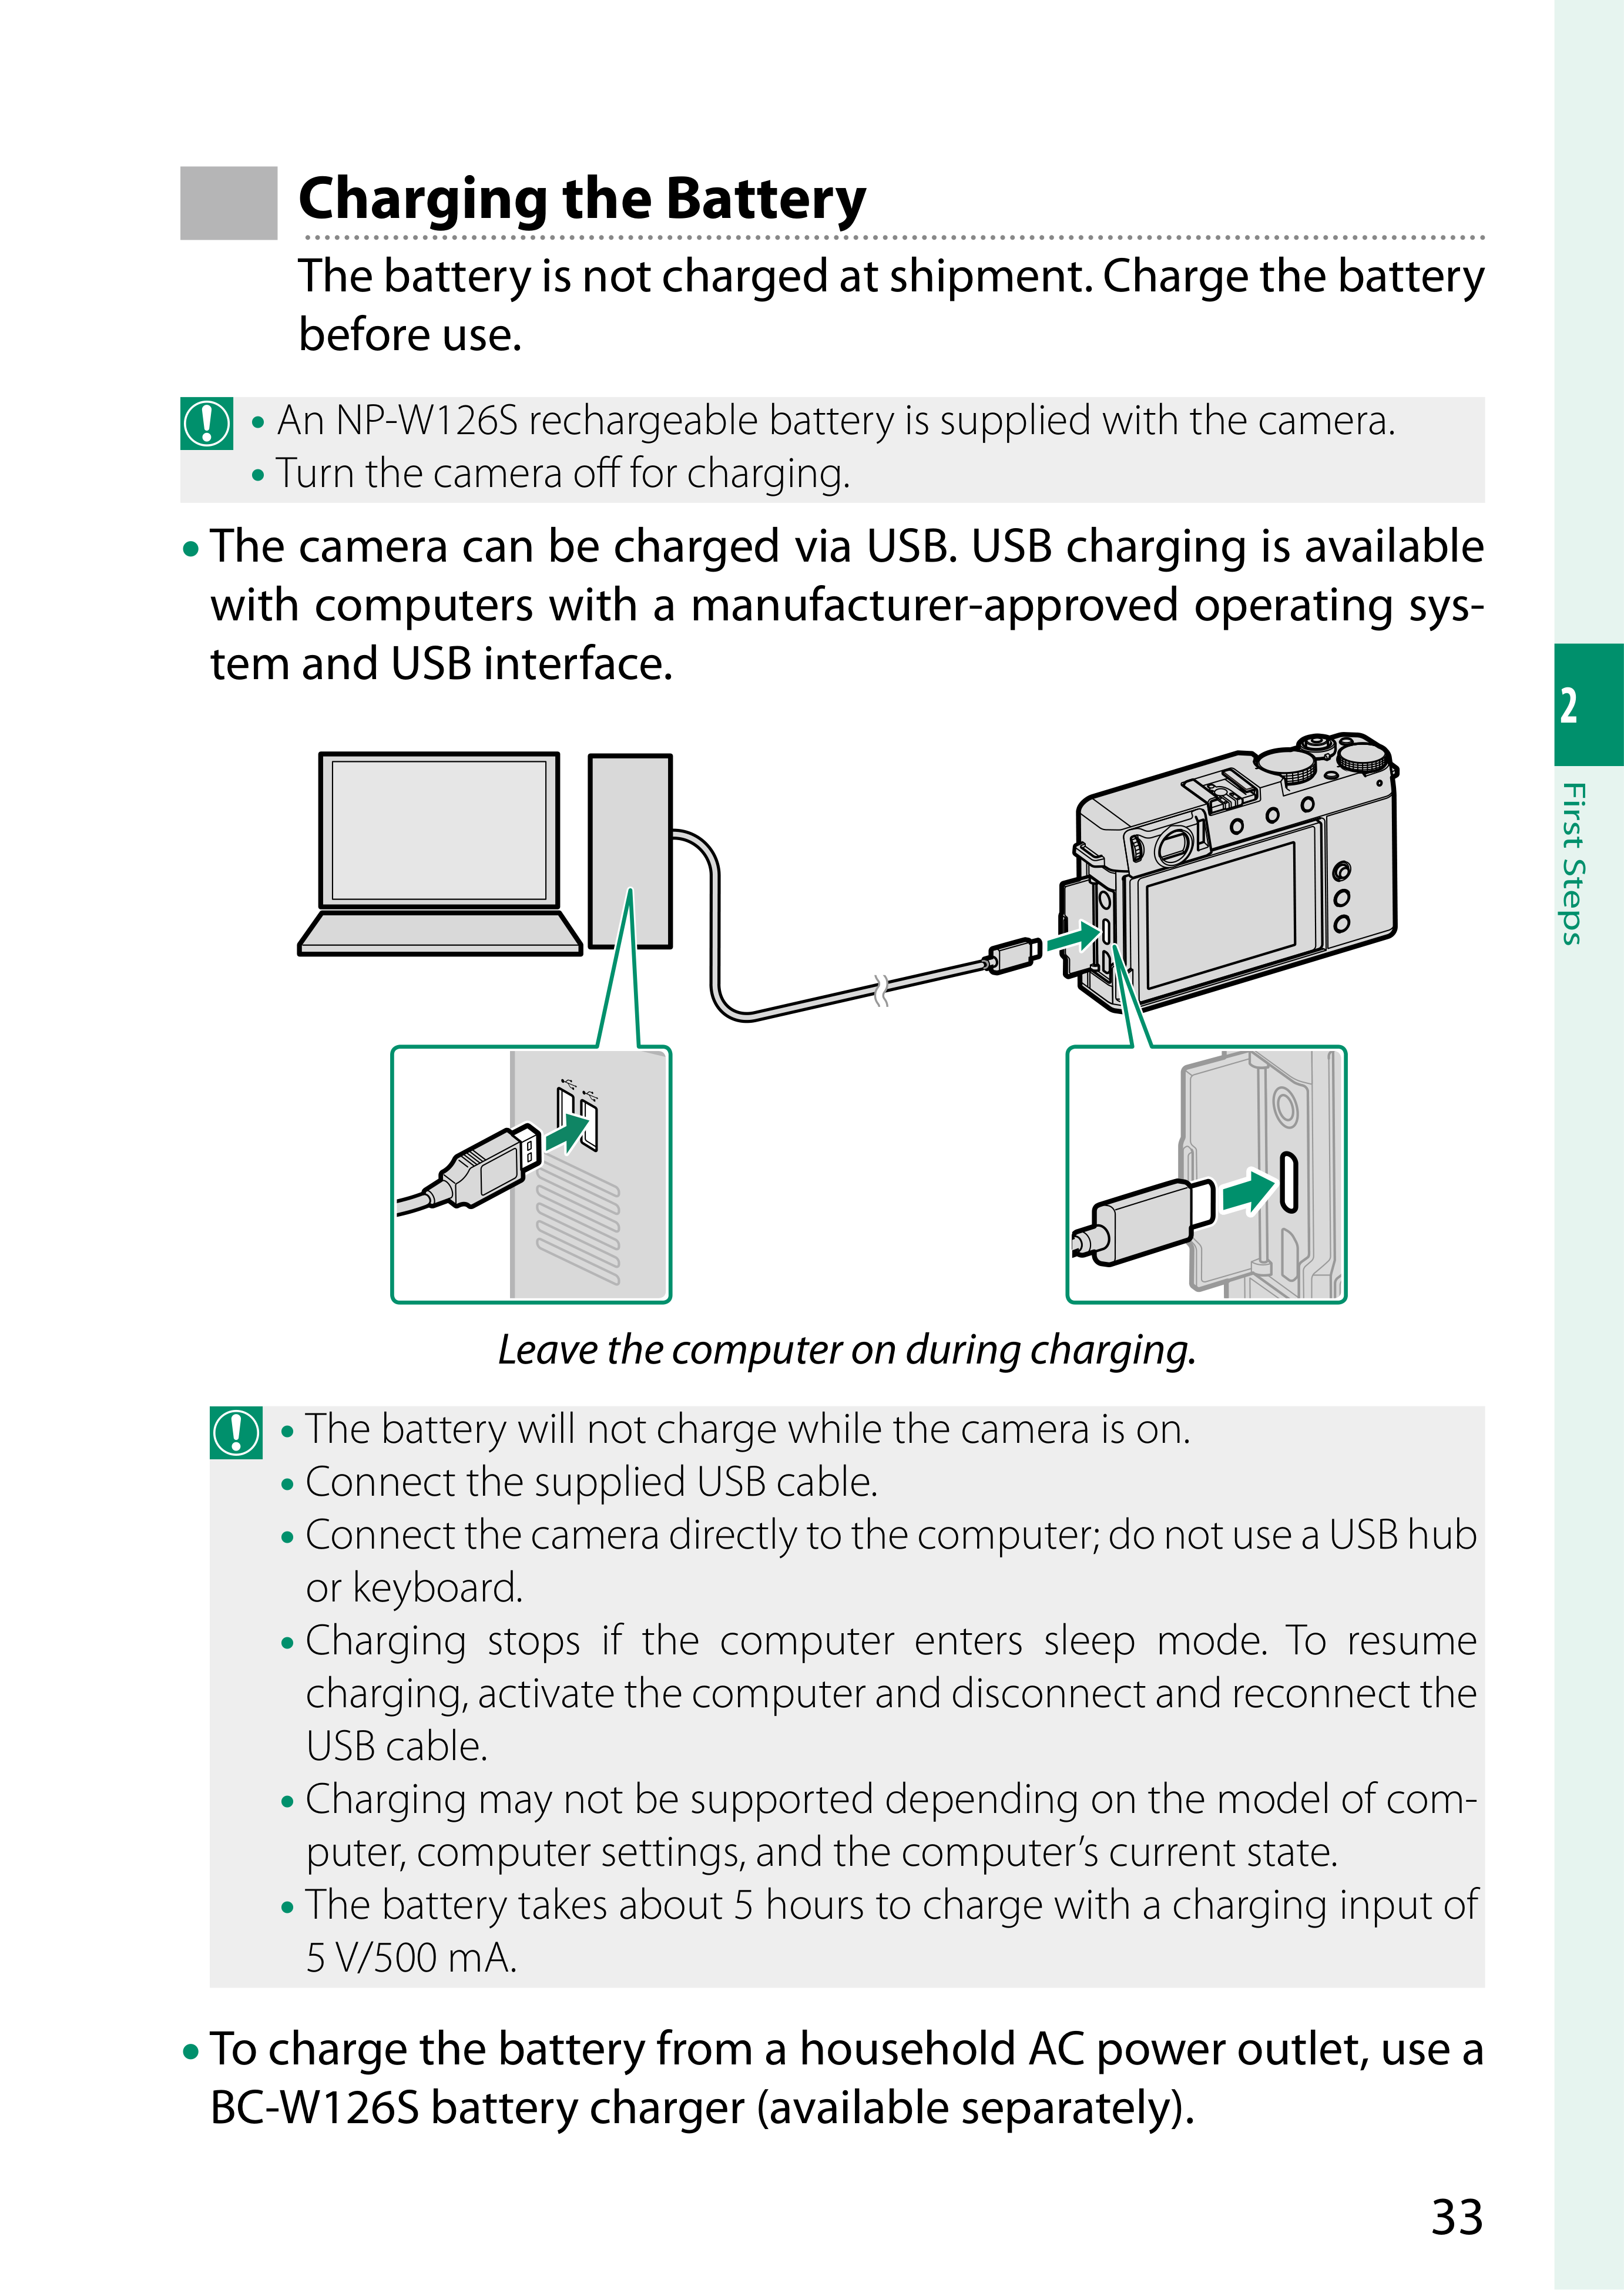 Charging the Battery
The battery is not charged at shipment. Charge the battery
before use.
• An NP-W126S rechargeable battery is supplied with the camera.
• Turn the camera off for charging.
• The camera can be charged via USB. USB charging is available
with computers with a manufacturer-approved operating sys-
tem and USB interface.
2
First Steps
Leave the computer on during charging.
• The battery will not charge while the camera is on.
• Connect the supplied USB cable.
• Connect the camera directly to the computer; do not use a USB hub
or keyboard.
• Charging stops if the computer enters sleep mode. To resume
charging, activate the computer and disconnect and reconnect the
USB cable.
• Charging may not be supported depending on the model of com-
puter, computer settings, and the computer’s current state.
• The battery takes about 5 hours to charge with a charging input of
5 V/500 mA.
• To charge the battery from a household AC power outlet, use a
BC-W126S battery charger (available separately).
33